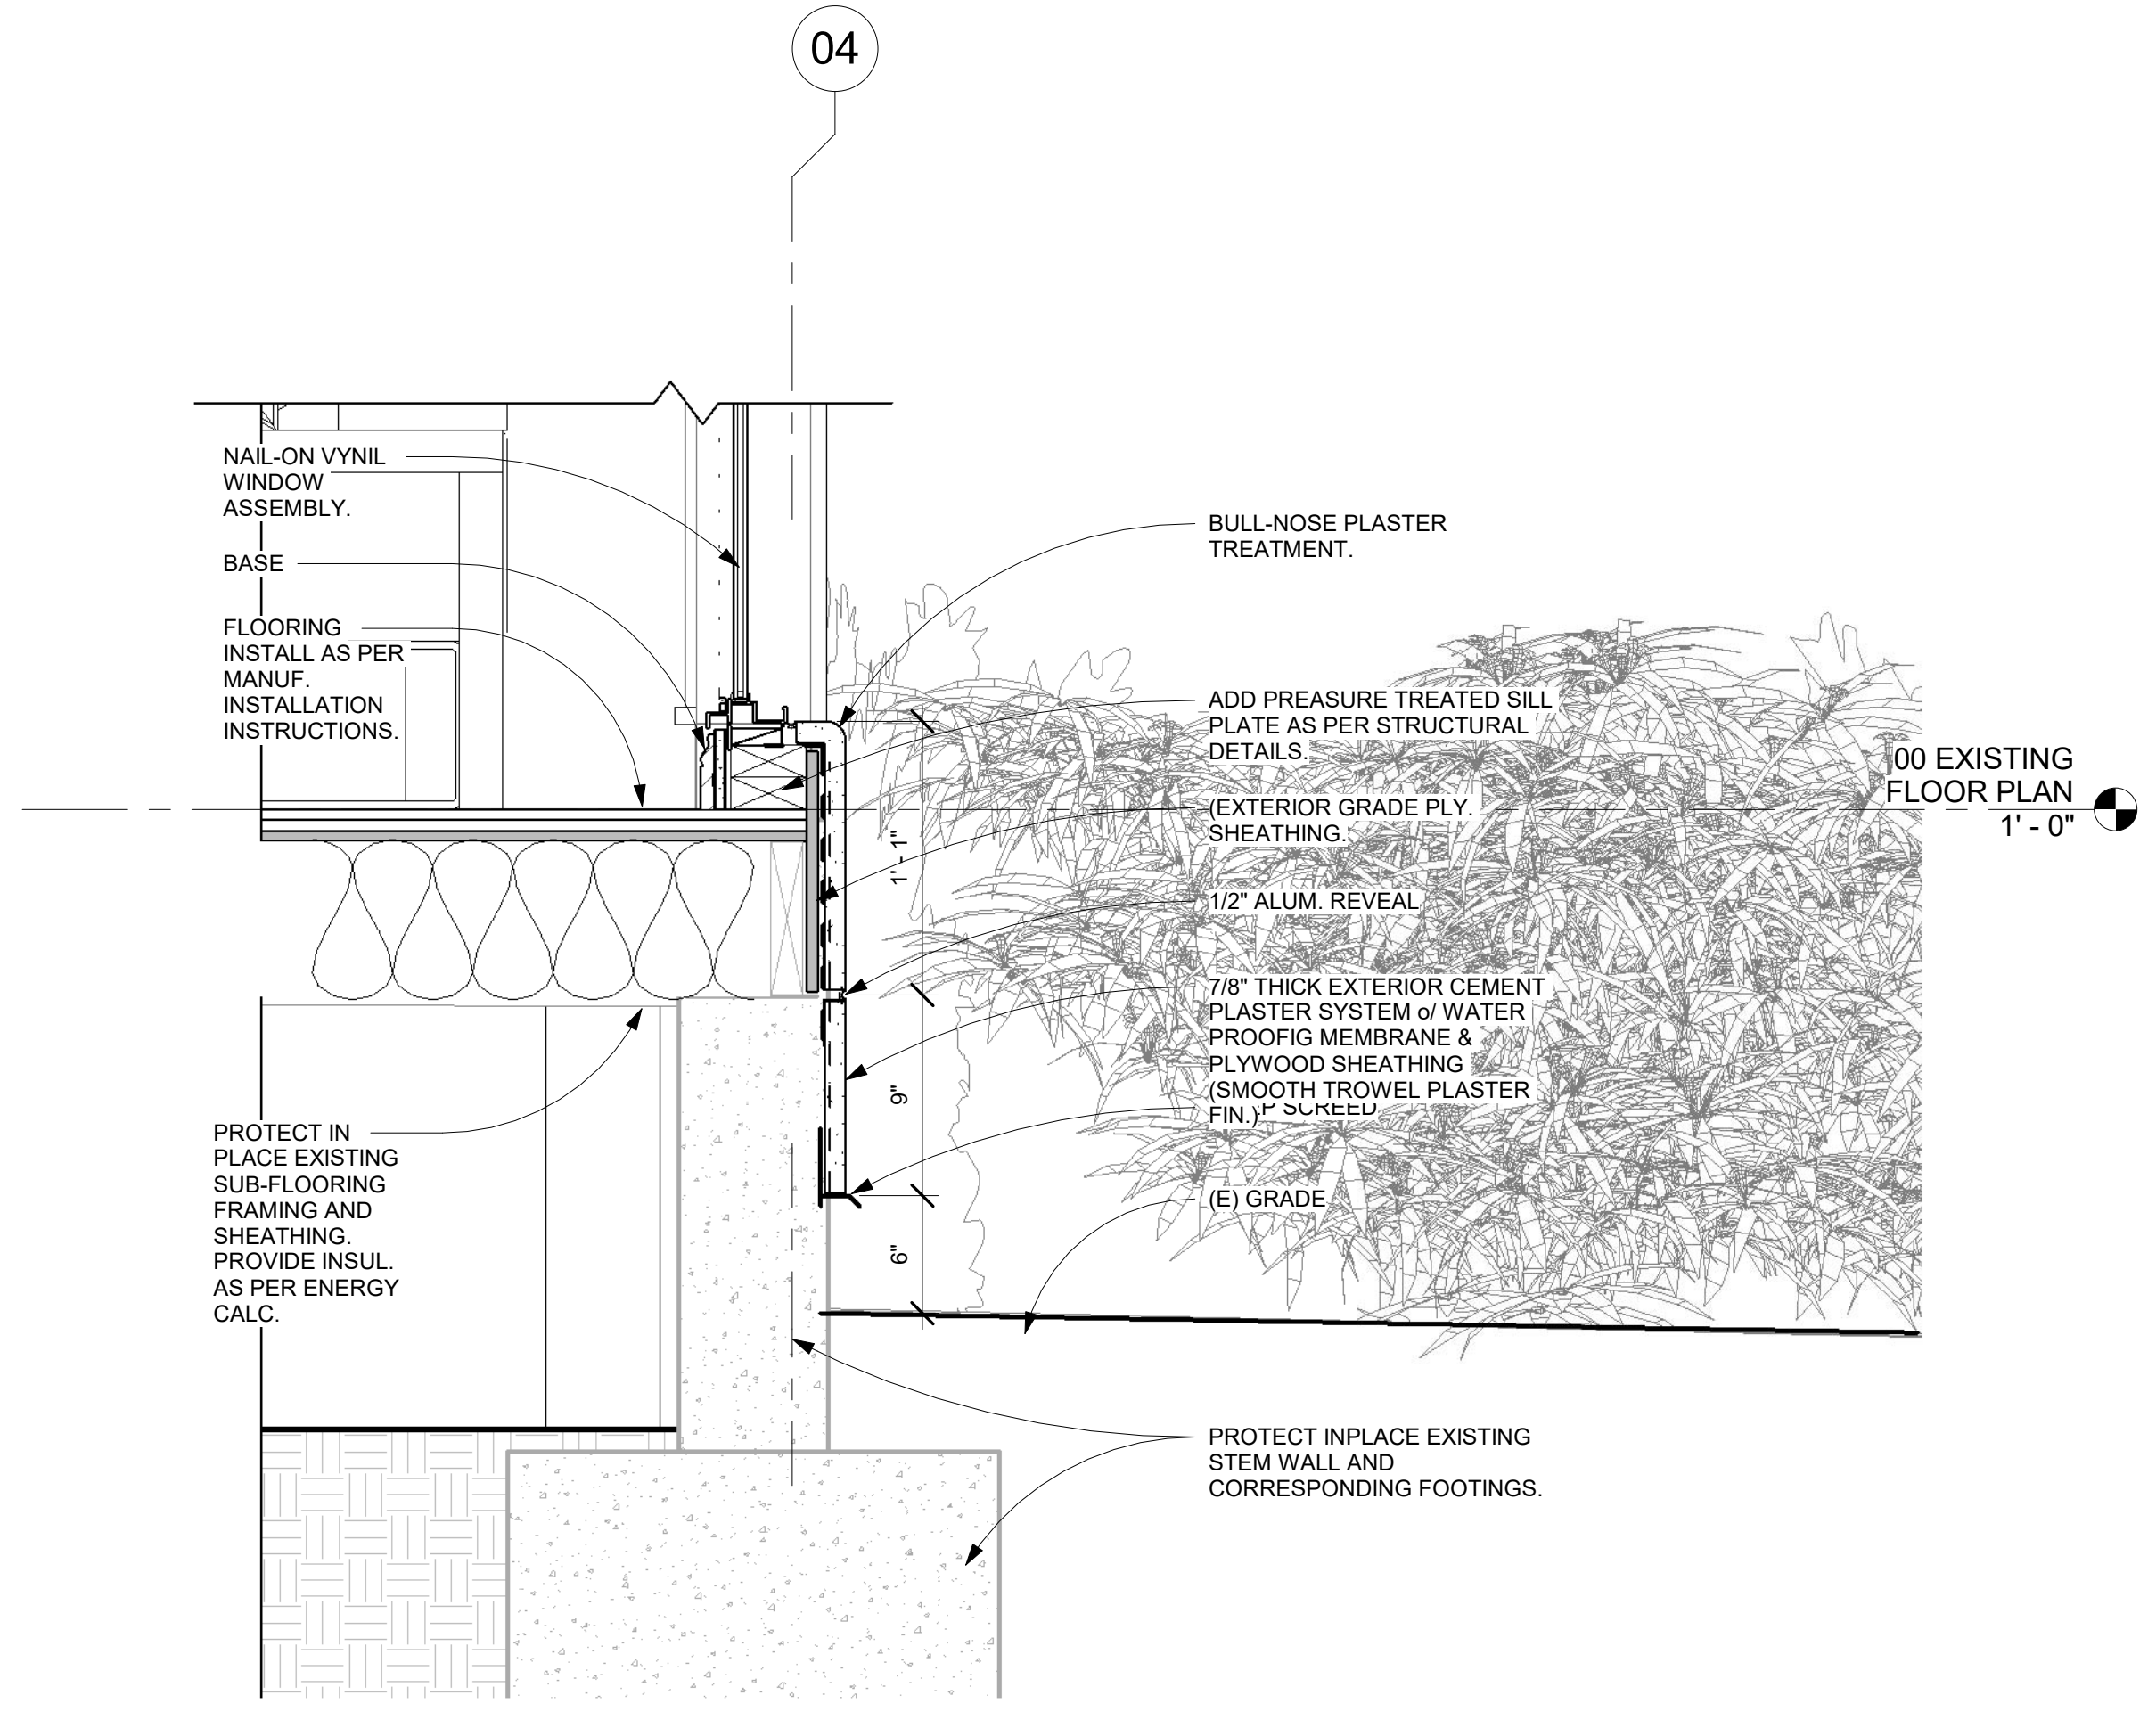 04
NAIL-ON VYNIL
WINDOW
ASSEMBLY.
BASE
FLOORING
INSTALL AS PER
MANUF.
INSTALLATION
INSTRUCTIONS.
PROTECT IN
PLACE EXISTING
SUB-FLOORING
FRAMING AND
SHEATHING.
PROVIDE INSUL.
AS PER ENERGY
CALC.
1' - 1"
9"
6"
BULL-NOSE PLASTER
TREATMENT.
ADD PREASURE TREATED SILL
PLATE AS PER STRUCTURAL
DETAILS.
(EXTERIOR GRADE PLY.
SHEATHING.
1/2" ALUM. REVEAL
7/8" THICK EXTERIOR CEMENT
PLASTER SYSTEM o/ WATER
PROOFIG MEMBRANE &
PLYWOOD SHEATHING
(SMOOTH TROWEL PLASTER
FIN.)
SCREED
(E) GRADE
PROTECT INPLACE EXISTING
STEM WALL AND
CORRESPONDING FOOTINGS.
00 EXISTING
FLOOR PLAN
1' - 0"